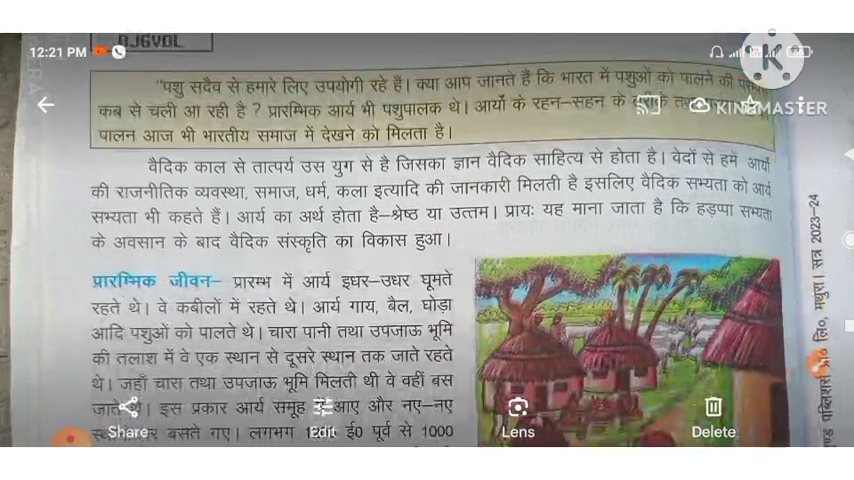 12:21 PM
KINEMASTER
"पशु सदैव से हमारे लिए उपयोगी रहे हैं। क्या आप जानते हैं कि भारत में पशुओं को पालने की
कब से चली आ रही है ? प्रारम्भिक आर्य भी पशुपालक थे। आर्यों के रहन-सहन के
पालन आज भी भारतीय समाज में देखने को मिलता है।
वैदिक काल से तात्पर्य उस युग से है जिसका ज्ञान वैदिक साहित्य से होता है। वेदों से हमें आर्यों
की राजनीतिक व्यवस्था, समाज, धर्म, कला इत्यादि की जानकारी मिलती है इसलिए वैदिक सभ्यता को आर्य
सभ्यता भी कहते हैं। आर्य का अर्थ होता है-श्रेष्ठ या उत्तम। प्रायः यह माना जाता है कि हड़प्पा सभ्यता
के अवसान के बाद वैदिक संस्कृति का विकास हुआ।
प्रारम्भिक जीवन- प्रारम्भ में आर्य इधर-उधर घूमते
रहते थे। वे कबीलों में रहते थे। आर्य गाय, बैल, घोड़ा
आदि पशुओं को पालते थे। चारा पानी तथा उपजाऊ भूमि
की तलाश में वे एक स्थान से दूसरे स्थान तक जाते रहते
थे। जहाँ चारा तथा उपजाऊ भूमि मिलती थी वे वहीं बस
जाते थे। इस प्रकार आर्य समूह में आए और नए-नए
बसते गए। लगभग ई0 पूर्व से 1000
लि०, मथुरा। सत्र 2023-24
Share
Edit
Lens
Delete